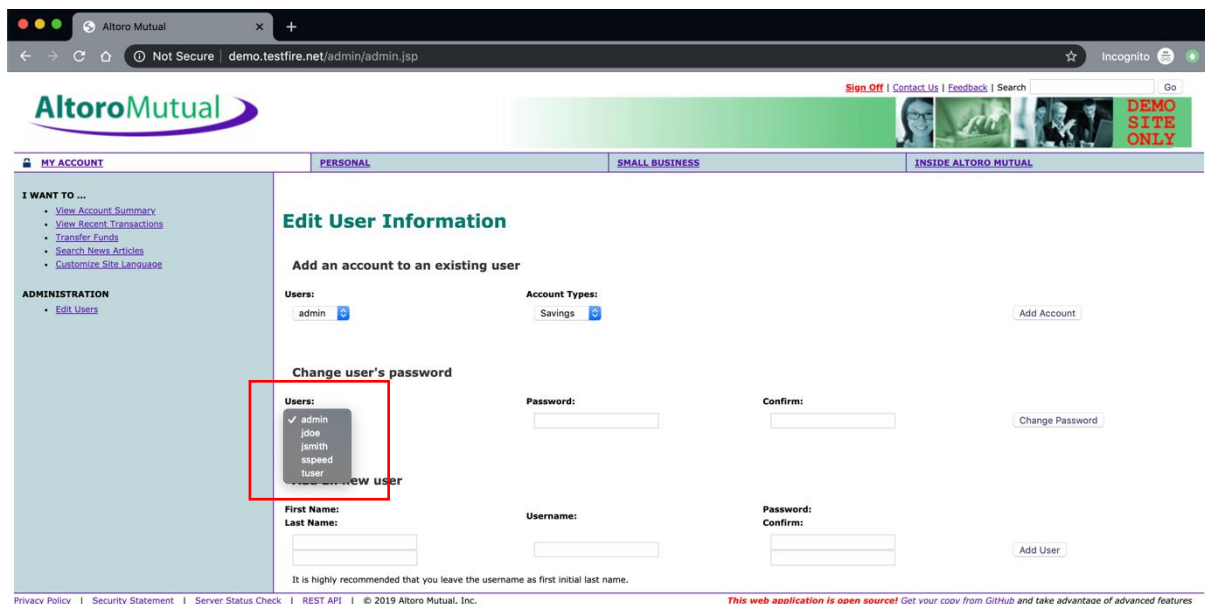 Altoro Mutual
Not Secure | demo.testfire.net/admin/admin.jsp
Incognito
Sign Off | Contact Us | Feedback | Search Go
AltoroMutual
DEMO
SITE
ONLY
MY ACCOUNT PERSONAL SMALL BUSINESS INSIDE ALTORO MUTUAL
I WANT TO ...
View Account Summary
View Recent Transactions
Transfer Funds
Search News Articles
Customize Site Language
ADMINISTRATION
Edit Users
Edit User Information
Add an account to an existing user
Users: Account Types:
admin Savings Add Account
Change user's password
Users: Password: Confirm:
✓ admin Change Password
jdoe
jsmith
sspeed
tuser
new user
First Name: Password:
Username:
Last Name: Confirm:
Add User
It is highly recommended that you leave the username as first initial last name.
Privacy Policy | Security Statement | Server Status Check | REST API | © 2019 Altoro Mutual, Inc. This web application is open source! Get your copy from GitHub and take advantage of advanced features